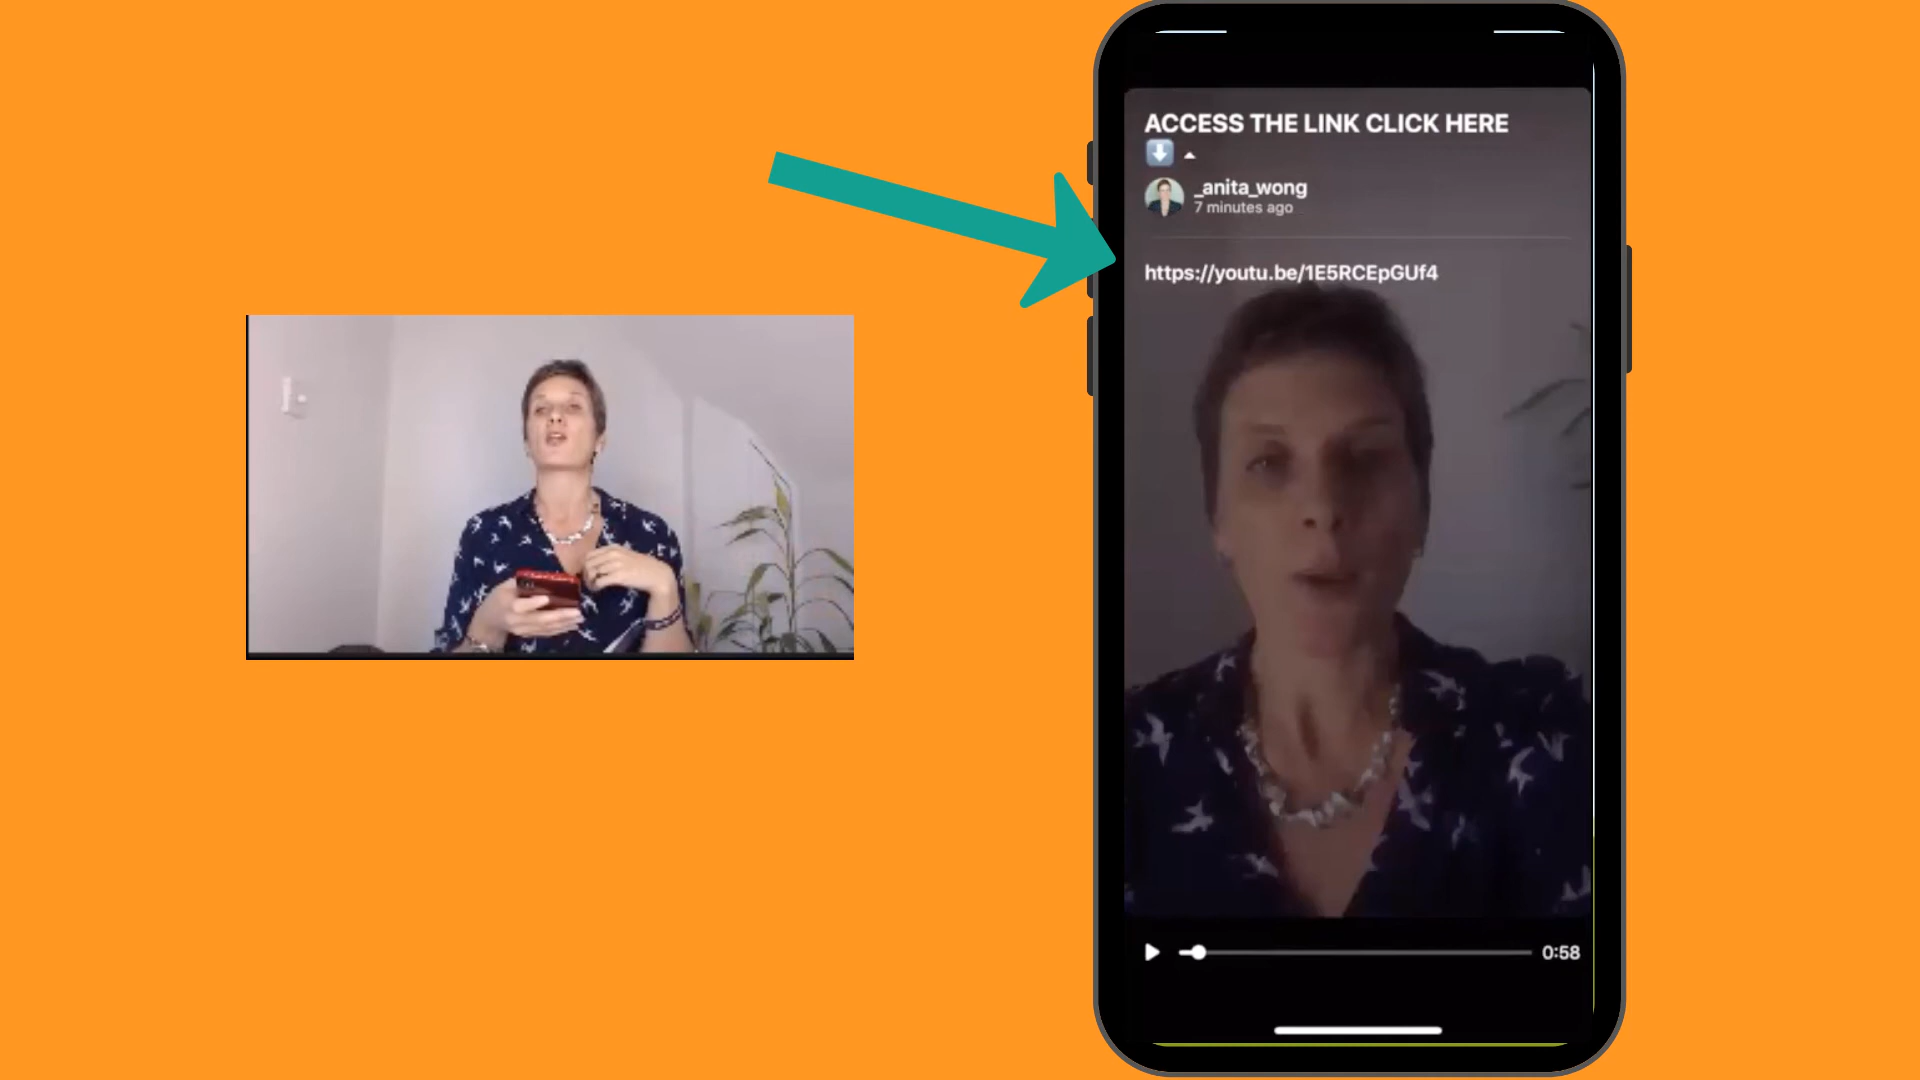 ACCESS THE LINK CLICK HERE
_anita_wong
7 minutes ago
https://youtu.be/1E5RCEpGUf4
0:58